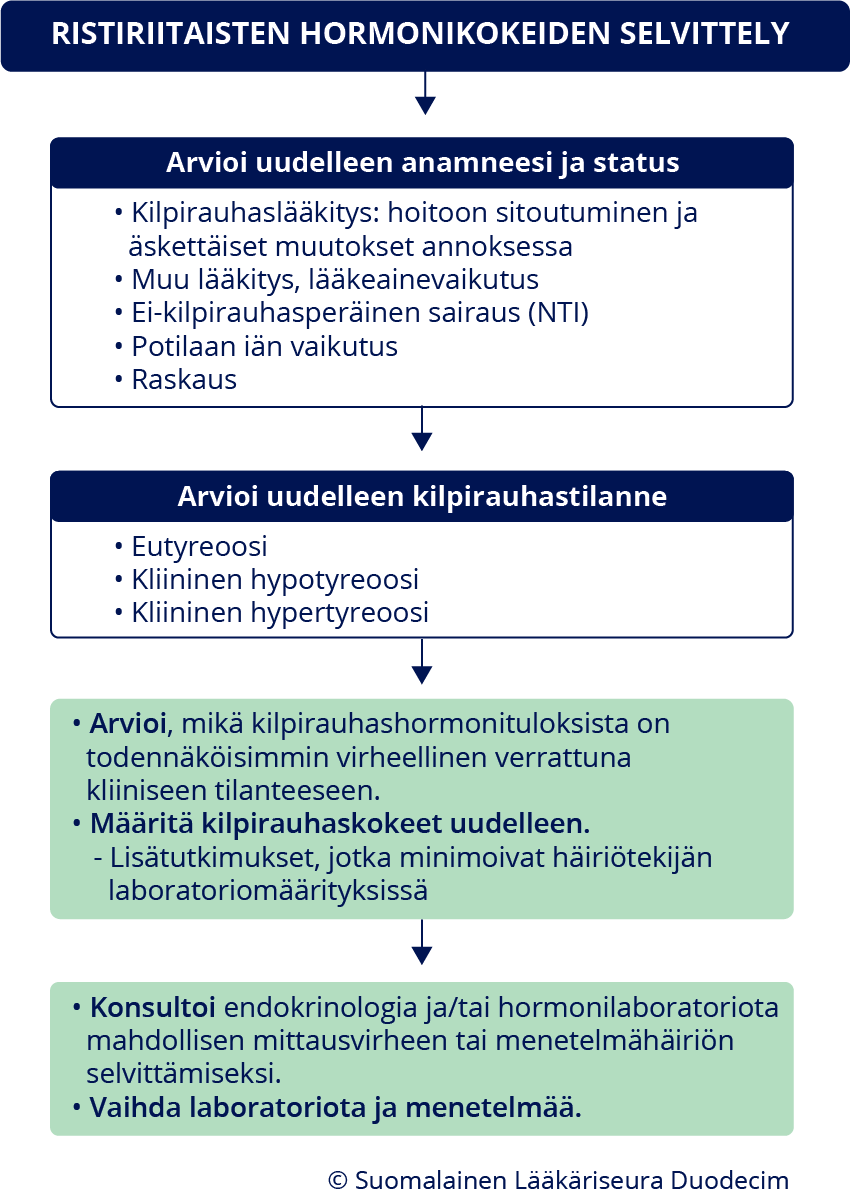 RISTIRIITAISTEN HORMONIKOKEIDEN SELVITTELY
Arvioi uudelleen anamneesi ja status
• Kilpirauhaslääkitys: hoitoon sitoutuminen ja
äskettäiset muutokset annoksessa
• Muu lääkitys, lääkeainevaikutus
• Ei-kilpirauhasperäinen sairaus (NTI)
• Potilaan iän vaikutus
• Raskaus
Arvioi uudelleen kilpirauhastilanne
• Eutyreoosi
• Kliininen hypotyreoosi
• Kliininen hypertyreoosi
• Arvioi, mikä kilpirauhashormonituloksista on
todennäköisimmin virheellinen verrattuna
kliiniseen tilanteeseen.
• Määritä kilpirauhaskokeet uudelleen.
- Lisätutkimukset, jotka minimoivat häiriötekijän
laboratoriomäärityksissä
• Konsultoi endokrinologia ja/tai hormonilaboratoriota
mahdollisen mittausvirheen tai menetelmähäiriön
selvittämiseksi.
• Vaihda laboratoriota ja menetelmää.
© Suomalainen Lääkäriseura Duodecim